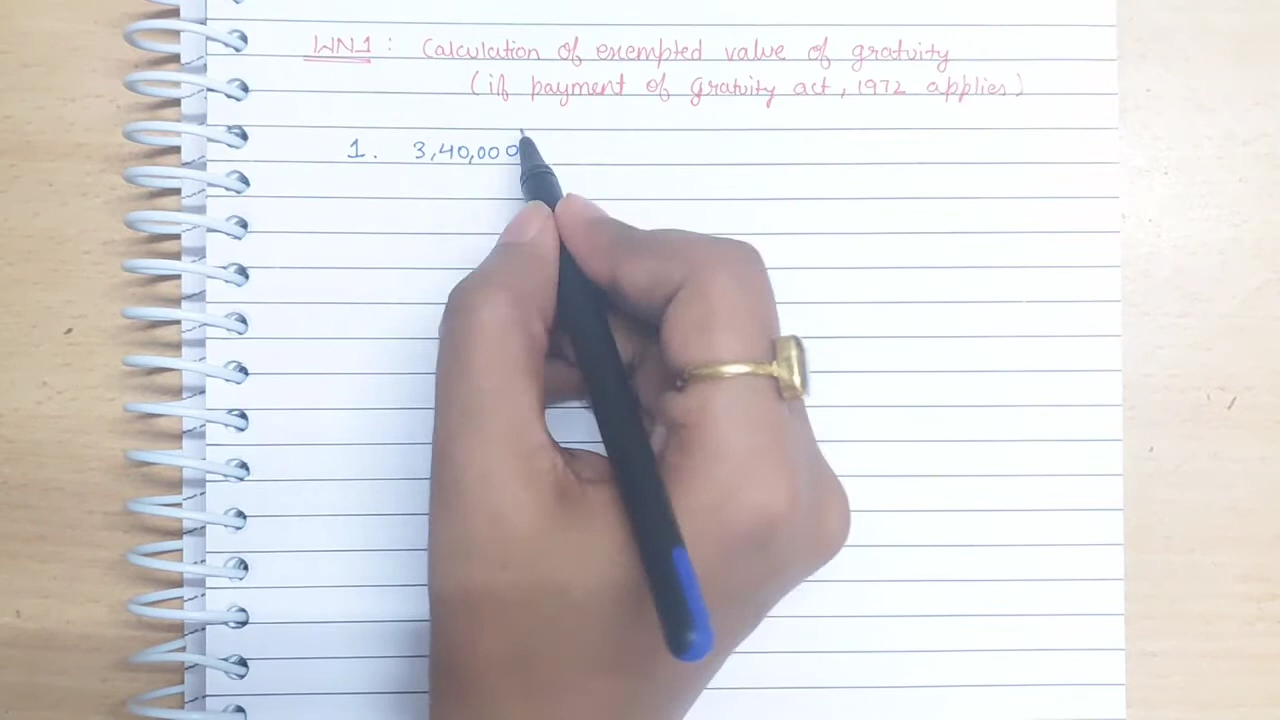 WN1 : Calculation of exempted value of gratuity
(if payment of gratuity act, 1972 applies)
1. 3,40,000